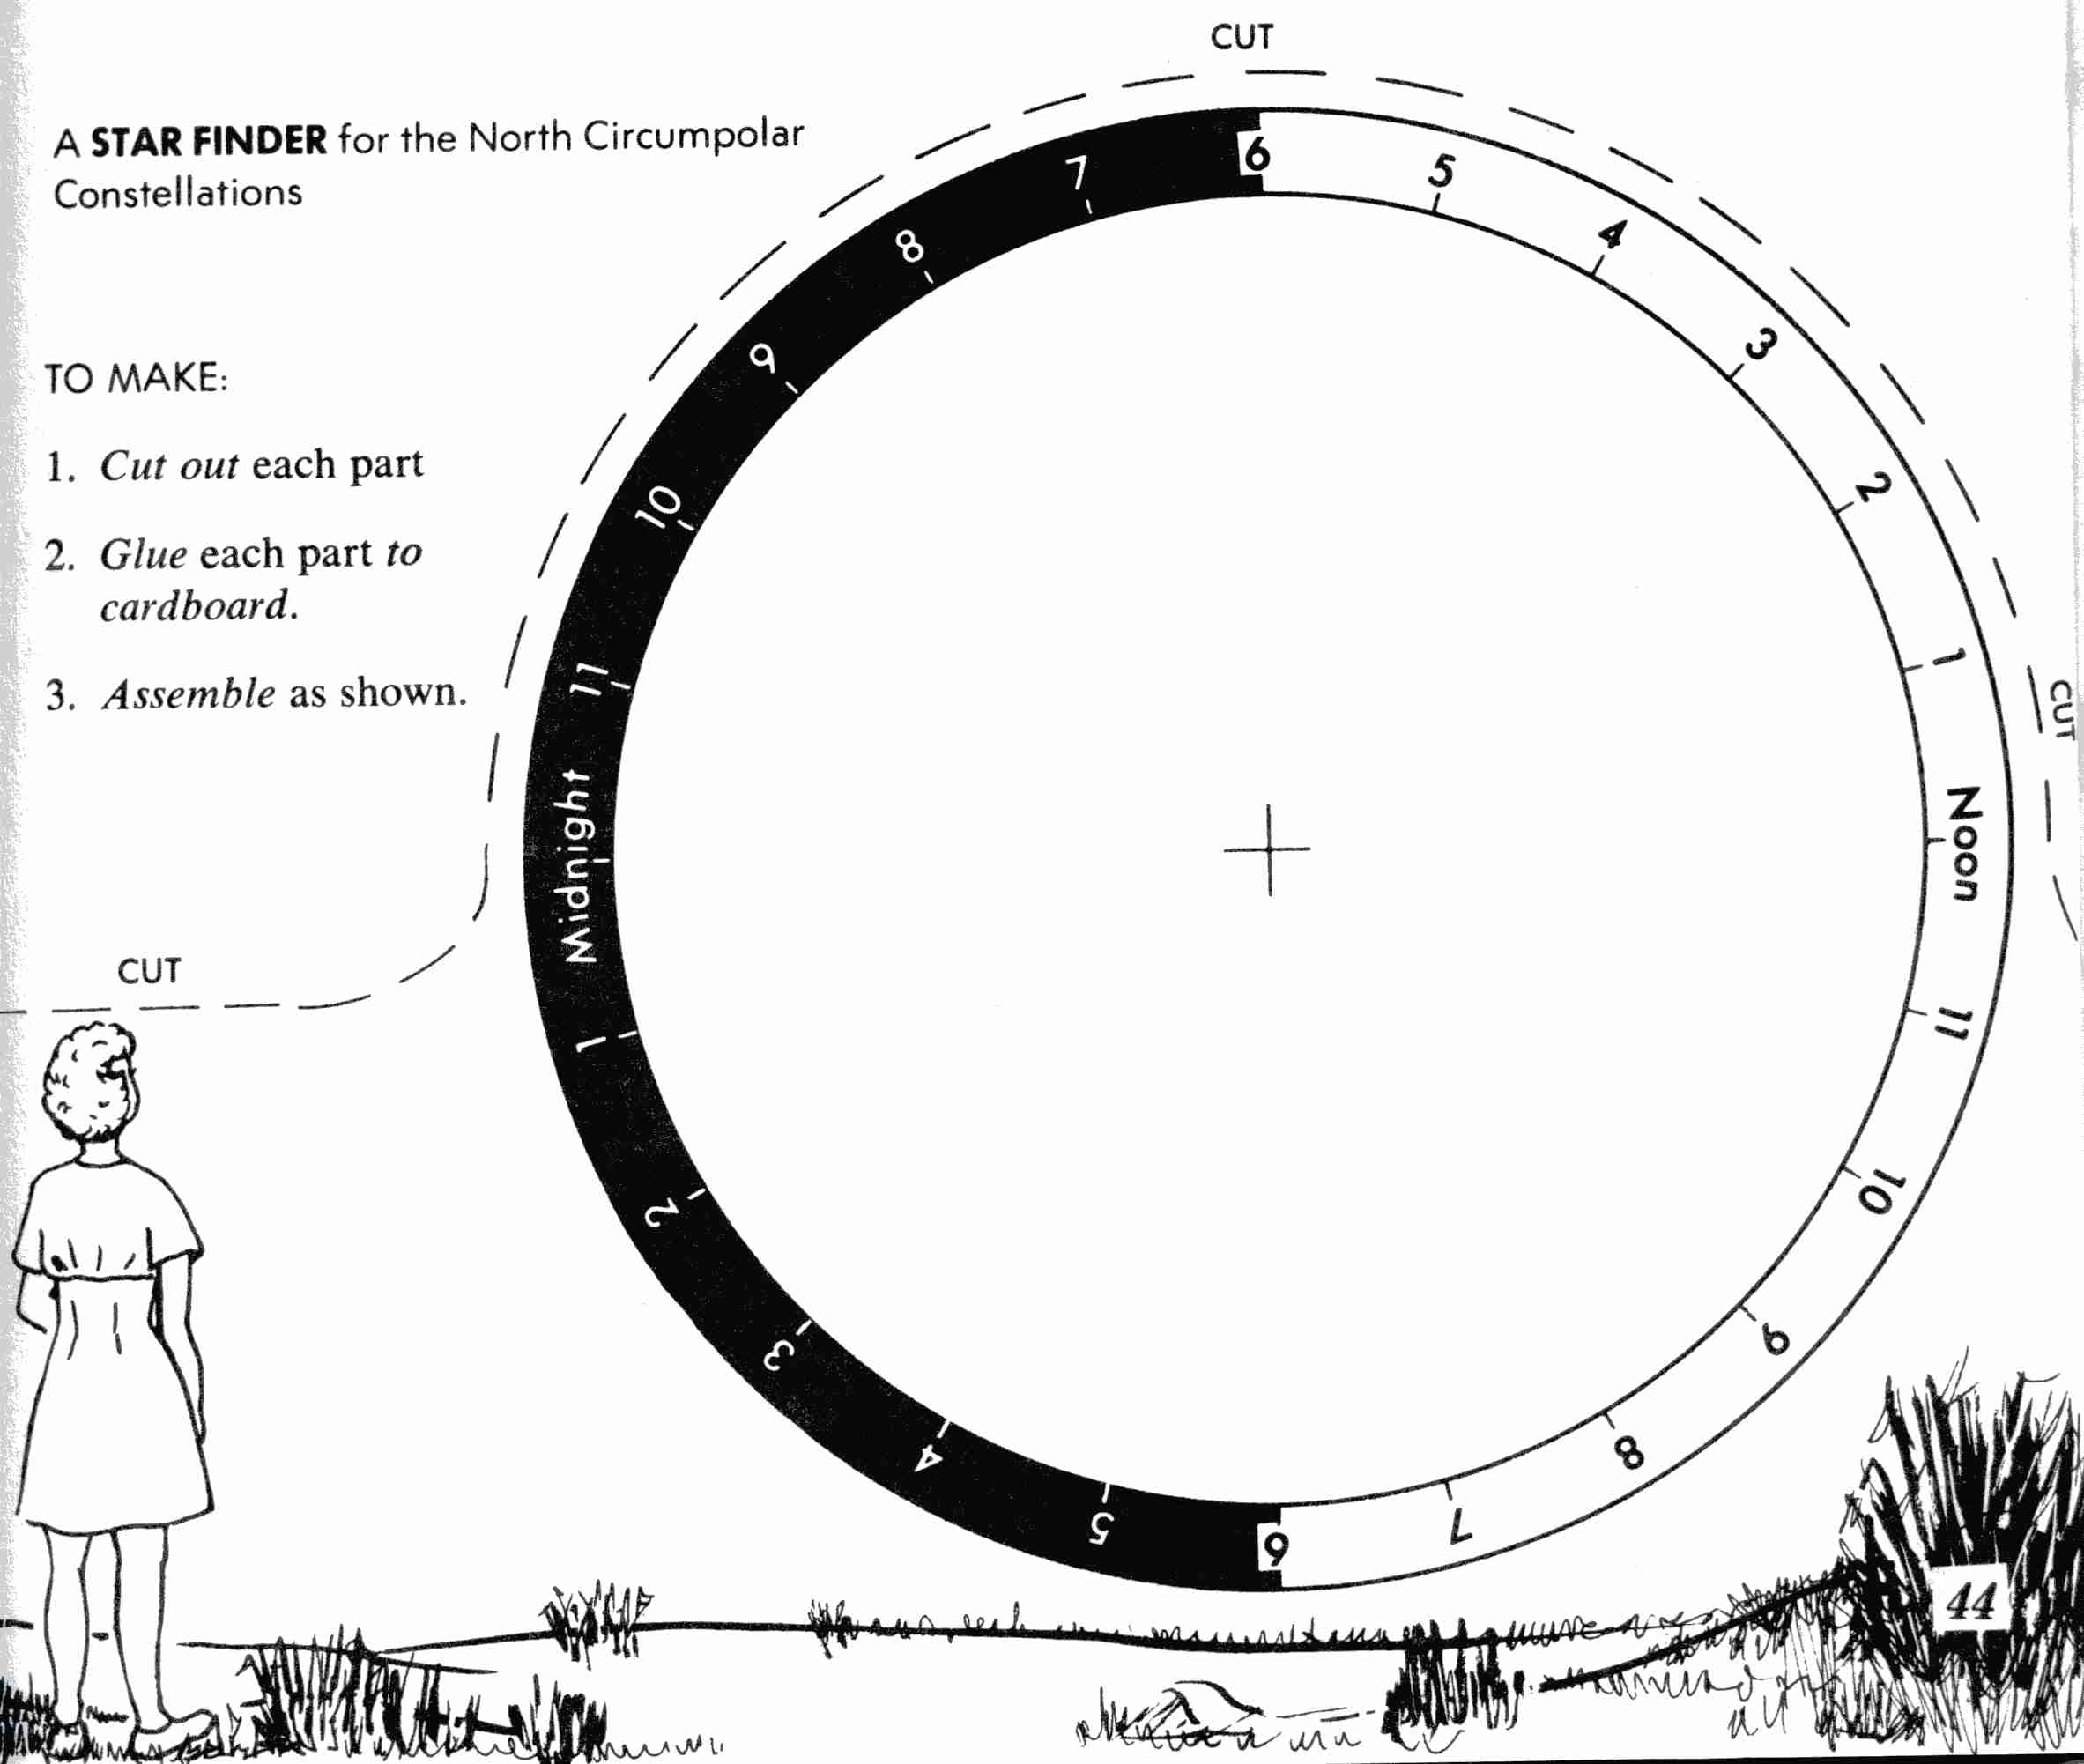 CUT
A STAR FINDER for the North Circumpolar
Constellations
TO MAKE:
1. Cut out each part
2. Glue each part to
cardboard.
3. Assemble as shown.
CUT
CUT
6
5
4
3
2
1
Noon
11
10
9
8
7
6
5
4
3
2
1
Midnight
11
10
9
8
7
44